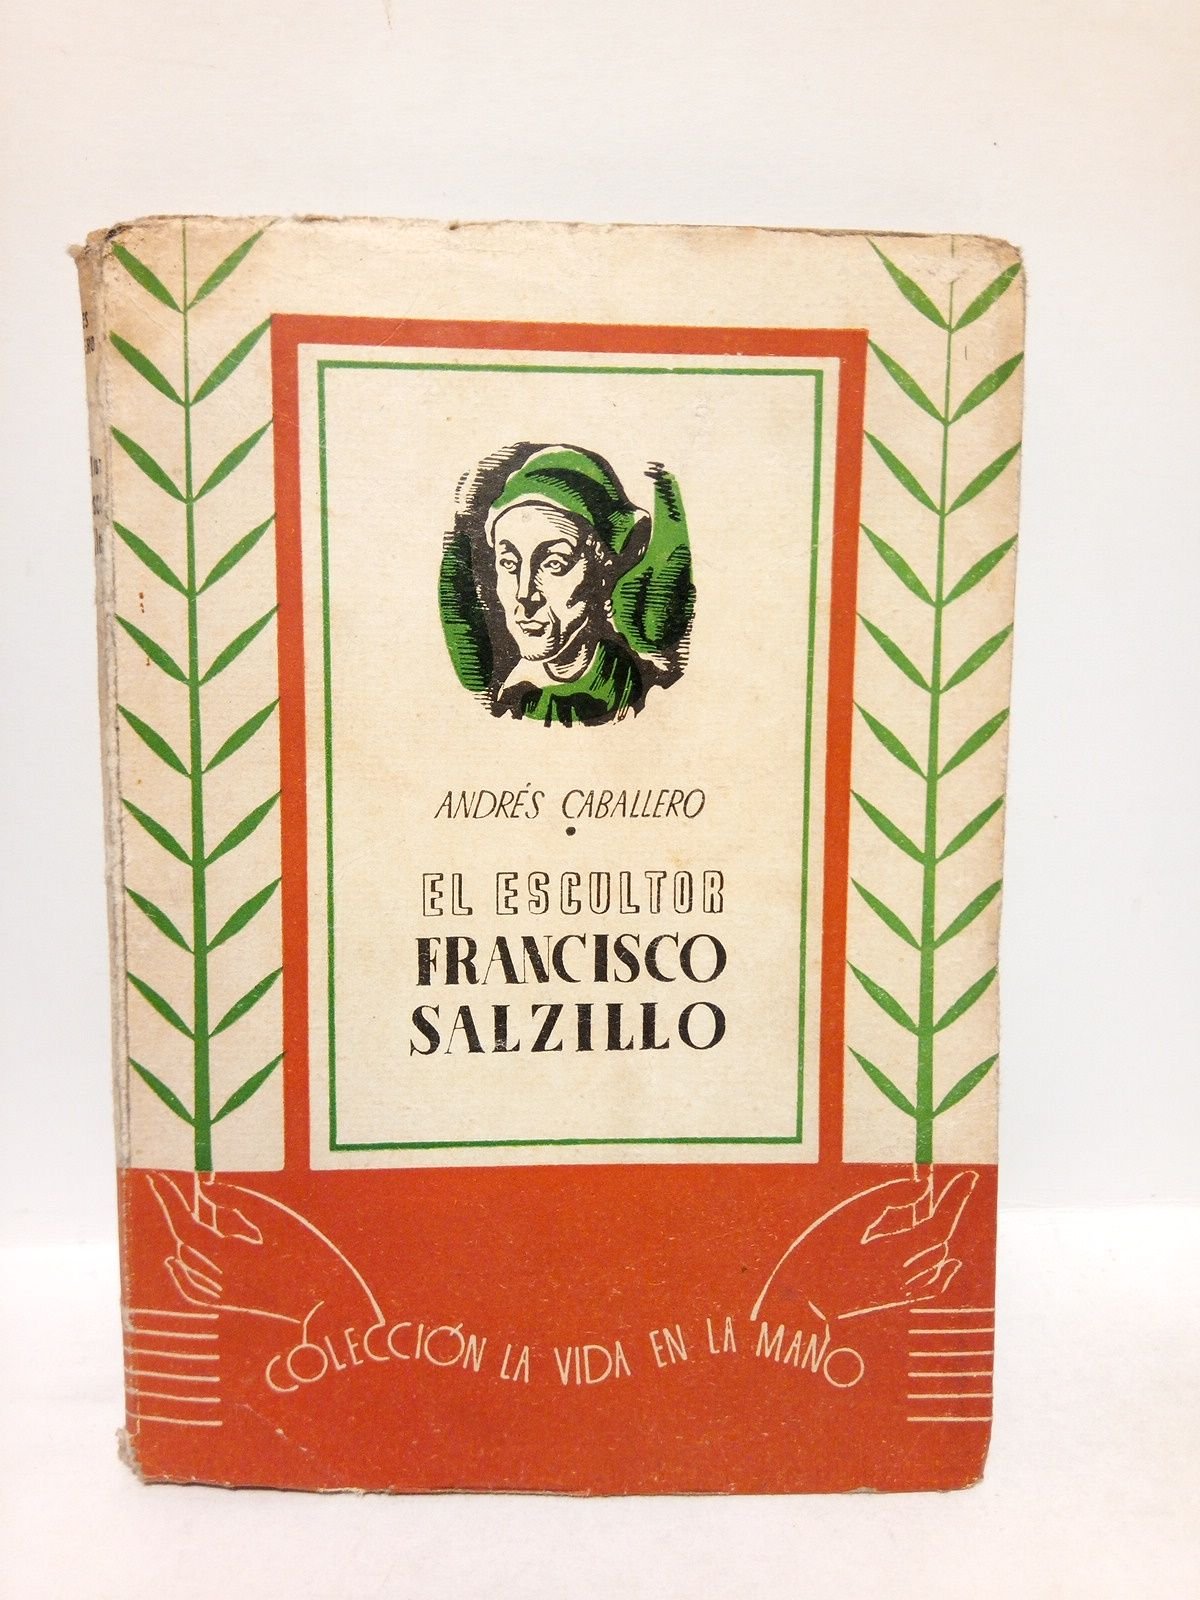 ANDRÉS CABALLERO
EL ESCULTOR
FRANCISCO
SALZILLO
COLECCIÓN LA VIDA EN LA MANO